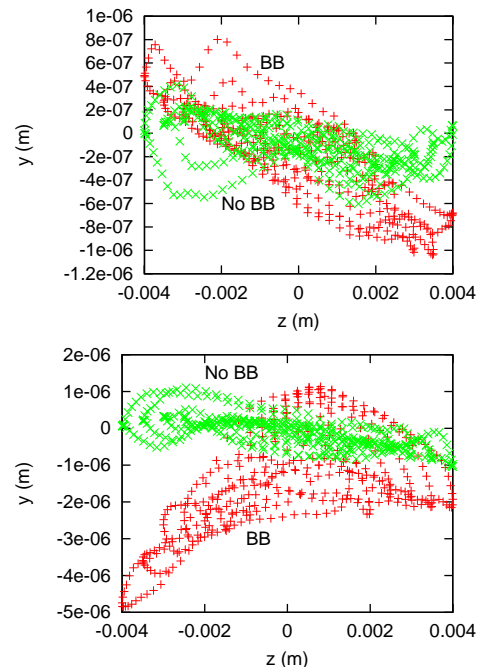 1e-06
8e-07
6e-07
4e-07
2e-07
0
-2e-07
-4e-07
-6e-07
-8e-07
-1e-06
-1.2e-06
y (m)
BB
No BB
-0.004 -0.002 0 0.002 0.004
z (m)
2e-06
1e-06
0
-1e-06
-2e-06
-3e-06
-4e-06
-5e-06
y (m)
No BB
BB
-0.004 -0.002 0 0.002 0.004
z (m)